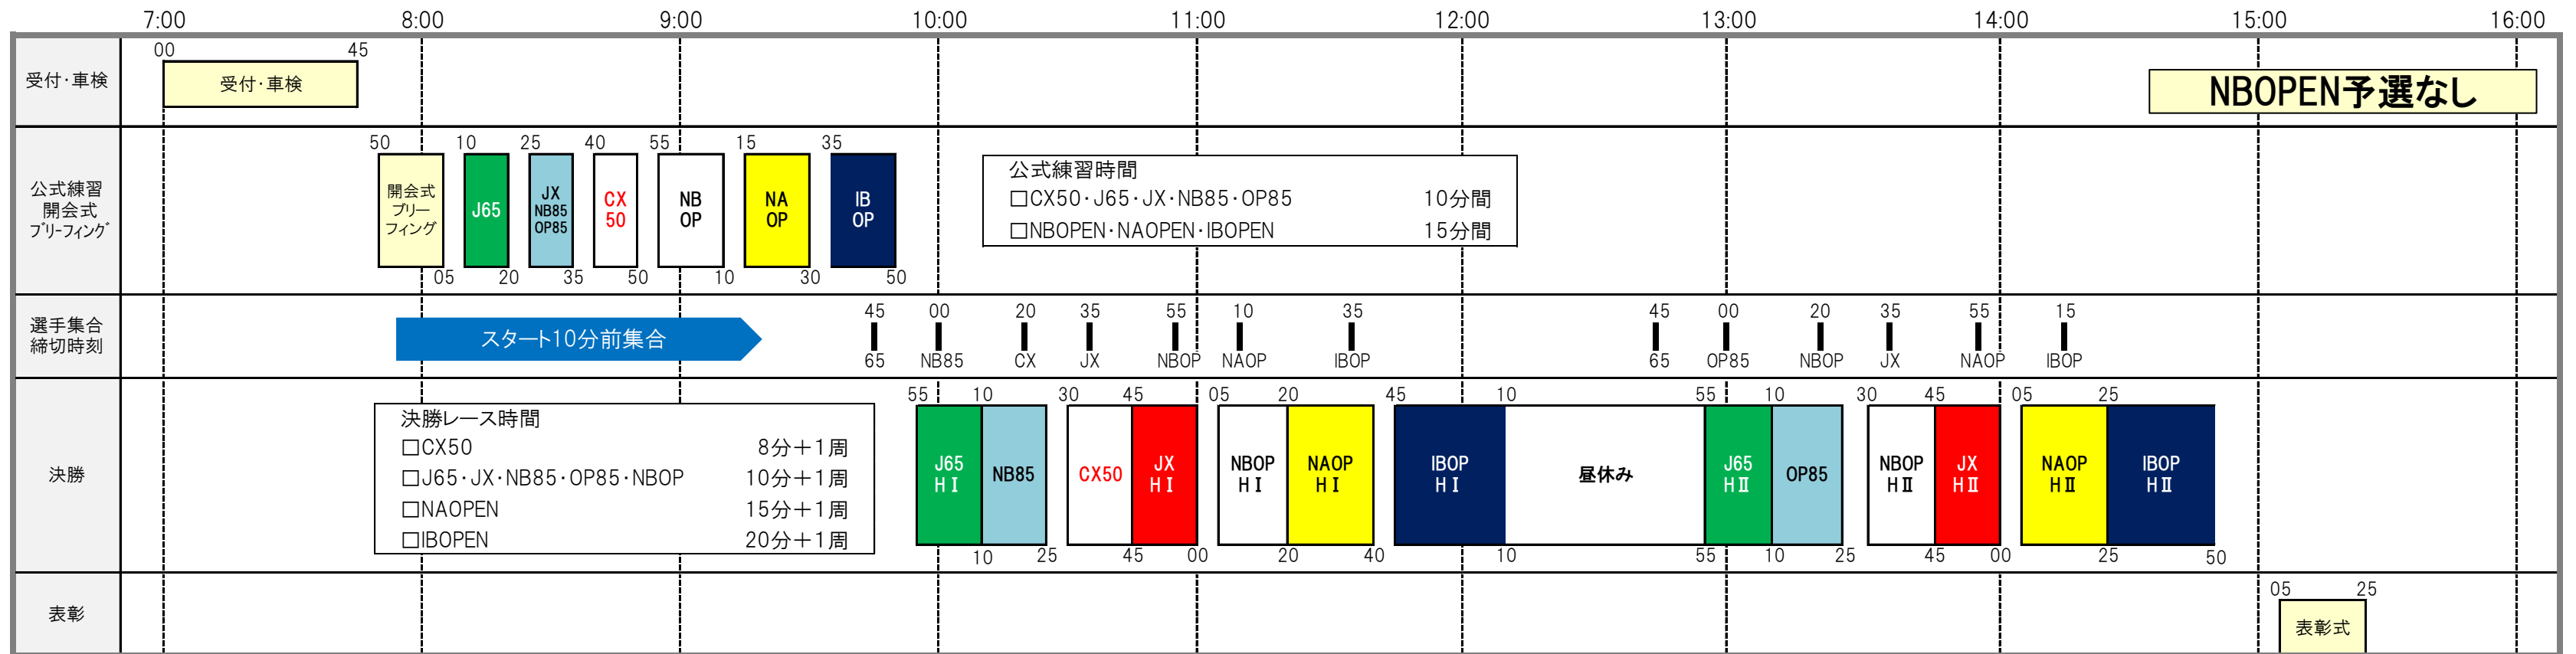 7:00 8:00 9:00 10:00 11:00 12:00 13:00 14:00 15:00 16:00
00 45
受付・車検
受付・車検
NBOPEN予選なし
50 10 25 40 55 15 35
公式練習
開会式
ブリーフィング
開会式
ブリー
フィング
J65
JX
NB85
OP85
CX
50
NB
OP
NA
OP
IB
OP
05 20 35 50 10 30 50
公式練習時間
□CX50・J65・JX・NB85・OP85 10分間
□NBOPEN・NAOPEN・IBOPEN 15分間
選手集合
締切時刻
スタート10分前集合
45 00 20 35 55 10 35 45 00 20 35 55 15
65 NB85 CX JX NBOP NAOP IBOP 65 OP85 NBOP JX NAOP IBOP
決勝
決勝レース時間
□CX50 8分+1周
□J65・JX・NB85・OP85・NBOP 10分+1周
□NAOPEN 15分+1周
□IBOPEN 20分+1周
55 10 30 45 05 20 45 10 55 10 30 45 05 25
J65
HⅠ
NB85
CX50
JX
HⅠ
NBOP
HⅠ
NAOP
HⅠ
IBOP
HⅠ
昼休み
J65
HⅡ
OP85
NBOP
HⅡ
JX
HⅡ
NAOP
HⅡ
IBOP
HⅡ
10 25 45 00 20 40 10 55 10 25 45 00 25 50
表彰
05 25
表彰式